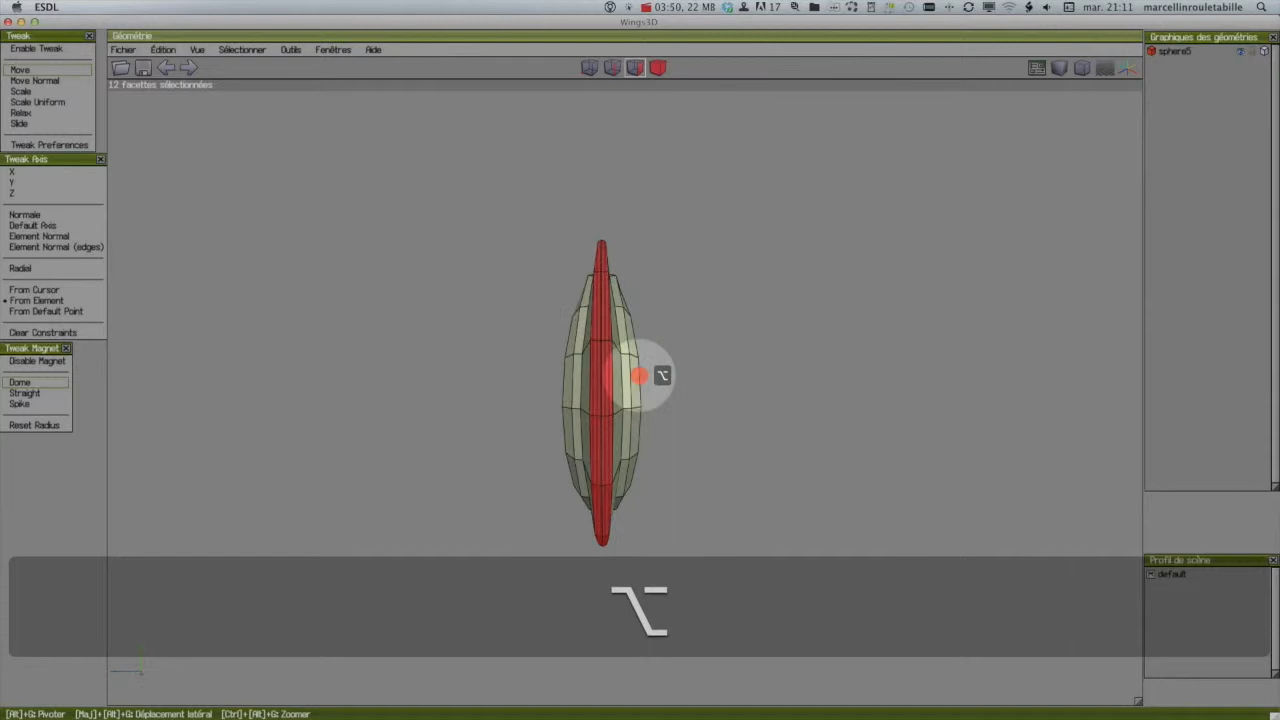 ESDL
03:50, 22 MB
17
mar. 21:11
marcellinrouletabille
Wings3D
Tweak
Enable Tweak
Move
Move Normal
Scale
Scale Uniform
Relax
Slide
Tweak Preferences
Tweak Axis
X
Y
Z
Normale
Default Axis
Element Normal
Element Normal (edges)
Radial
From Cursor
From Element
From Default Point
Clear Constraints
Tweak Magnet
Disable Magnet
Dome
Straight
Spike
Reset Radius
Géométrie
Fichier Édition Vue Sélectionner Outils Fenêtres Aide
12 facettes sélectionnées
Graphiques des géométries
sphere5
Profil de scène
default
[Alt]+G: Pivoter [Maj]+[Alt]+G: Déplacement latéral [Ctrl]+[Alt]+G: Zoomer